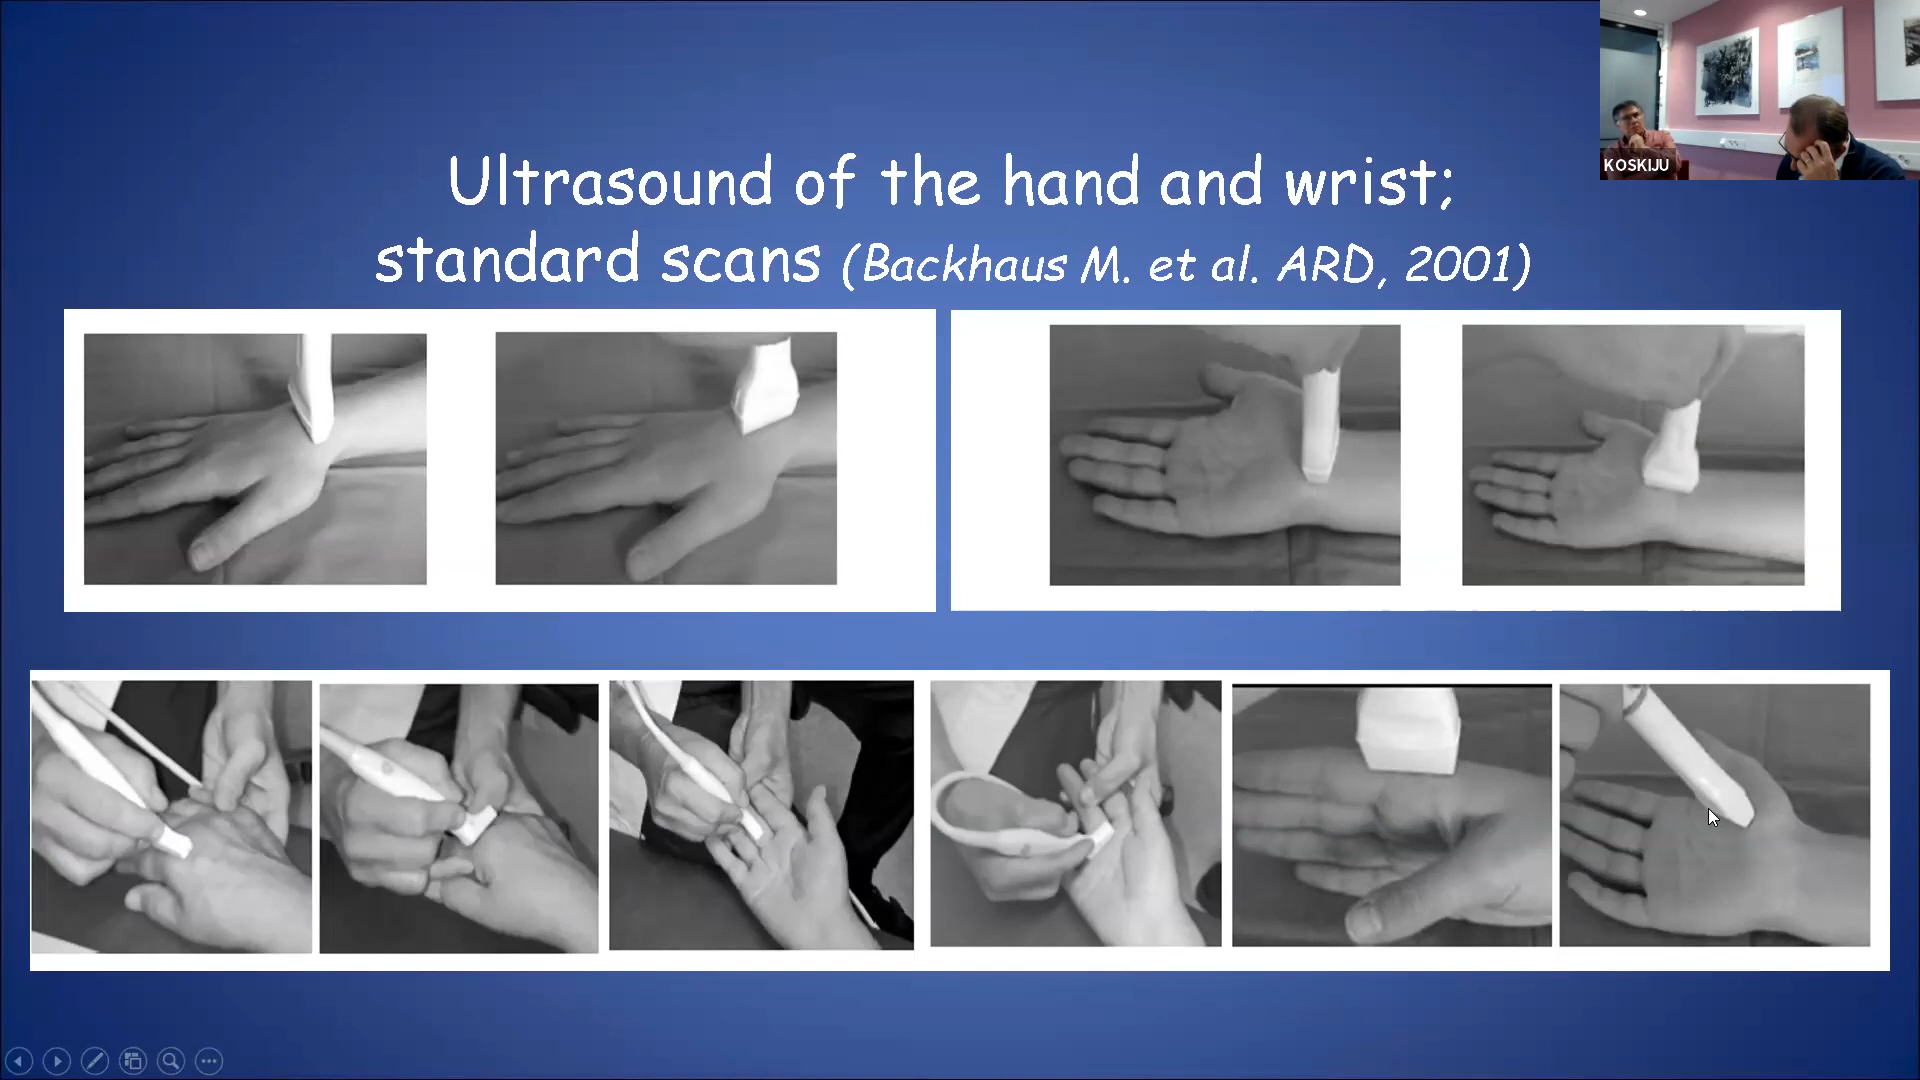 Ultrasound of the hand and wrist;
standard scans (Backhaus M. et al. ARD, 2001)
KOSKIJU